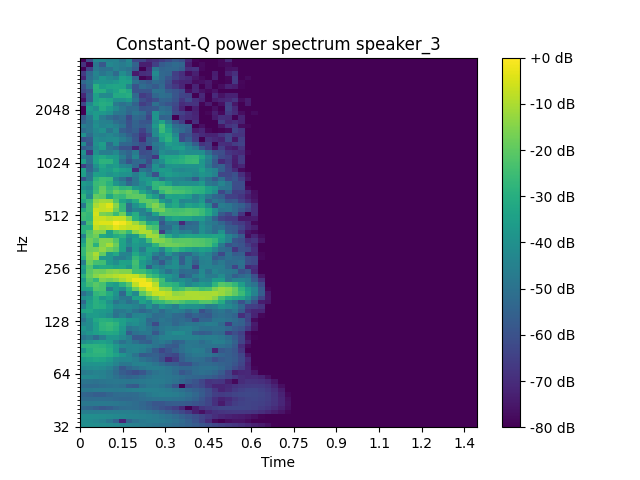 Constant-Q power spectrum speaker_3
Hz
2048
1024
512
256
128
64
32
0 0.15 0.3 0.45 0.6 0.75 0.9 1.1 1.2 1.4
Time
+0 dB
-10 dB
-20 dB
-30 dB
-40 dB
-50 dB
-60 dB
-70 dB
-80 dB